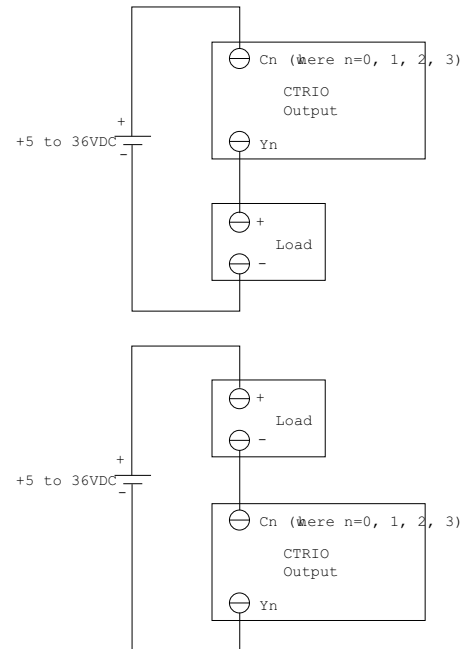 Cn (where n=0, 1, 2, 3)
CTRIO
Output
+
+5 to 36VDC
-
Yn
+
Load
-
+
Load
-
+
+5 to 36VDC
-
Cn (where n=0, 1, 2, 3)
CTRIO
Output
Yn